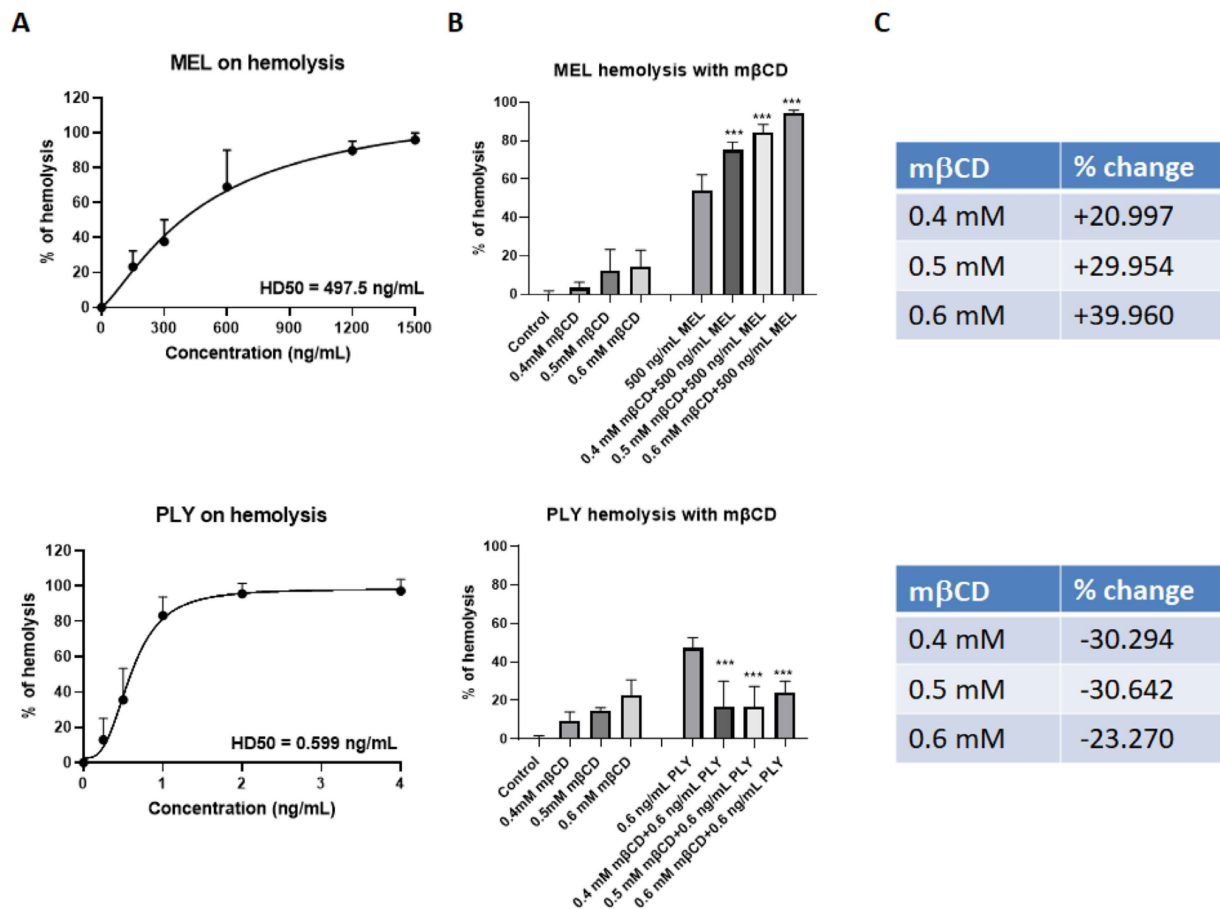 A
B
C
MEL on hemolysis
% of hemolysis
120
100
80
60
40
20
0
0 300 600 900 1200 1500
HD50 = 497.5 ng/mL
Concentration (ng/mL)
MEL hemolysis with mβCD
% of hemolysis
100
80
60
40
20
0
*** *** ***
Control
0.4mM mβCD
0.5mM mβCD
0.6 mM mβCD
500 ng/mL MEL
0.4 mM mβCD+500 ng/mL MEL
0.5 mM mβCD+500 ng/mL MEL
0.6 mM mβCD+500 ng/mL MEL
mβCD % change
0.4 mM +20.997
0.5 mM +29.954
0.6 mM +39.960
PLY on hemolysis
% of hemolysis
120
100
80
60
40
20
0
0 1 2 3 4
HD50 = 0.599 ng/mL
Concentration (ng/mL)
PLY hemolysis with mβCD
% of hemolysis
100
80
60
40
20
0
*** *** ***
Control
0.4mM mβCD
0.5mM mβCD
0.6 mM mβCD
0.6 ng/mL PLY
0.4 mM mβCD+0.6 ng/mL PLY
0.5 mM mβCD+0.6 ng/mL PLY
0.6 mM mβCD+0.6 ng/mL PLY
mβCD % change
0.4 mM -30.294
0.5 mM -30.642
0.6 mM -23.270